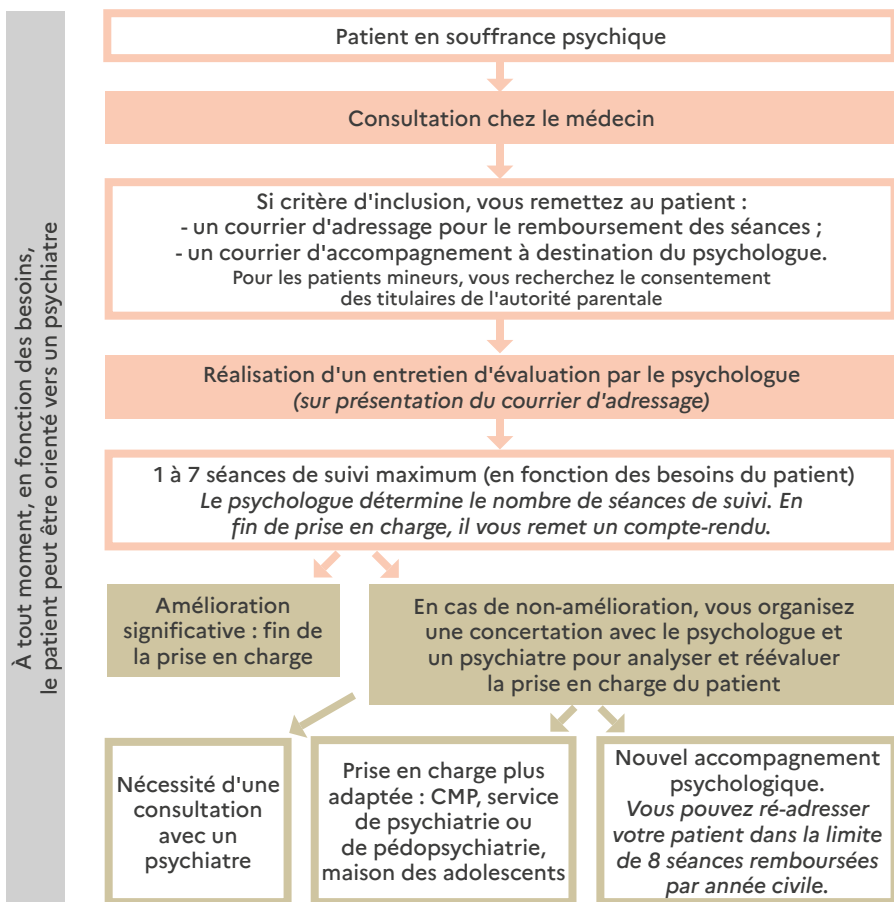 À tout moment, en fonction des besoins,
le patient peut être orienté vers un psychiatre
Patient en souffrance psychique
Consultation chez le médecin
Si critère d'inclusion, vous remettez au patient :
- un courrier d'adressage pour le remboursement des séances ;
- un courrier d'accompagnement à destination du psychologue.
Pour les patients mineurs, vous recherchez le consentement
des titulaires de l'autorité parentale
Réalisation d'un entretien d'évaluation par le psychologue
(sur présentation du courrier d'adressage)
1 à 7 séances de suivi maximum (en fonction des besoins du patient)
Le psychologue détermine le nombre de séances de suivi. En
fin de prise en charge, il vous remet un compte-rendu.
Amélioration
significative : fin de
la prise en charge
En cas de non-amélioration, vous organisez
une concertation avec le psychologue et
un psychiatre pour analyser et réévaluer
la prise en charge du patient
Nécessité d'une
consultation
avec un
psychiatre
Prise en charge plus
adaptée : CMP, service
de psychiatrie ou
de pédopsychiatrie,
maison des adolescents
Nouvel accompagnement
psychologique.
Vous pouvez ré-adresser
votre patient dans la limite
de 8 séances remboursées
par année civile.